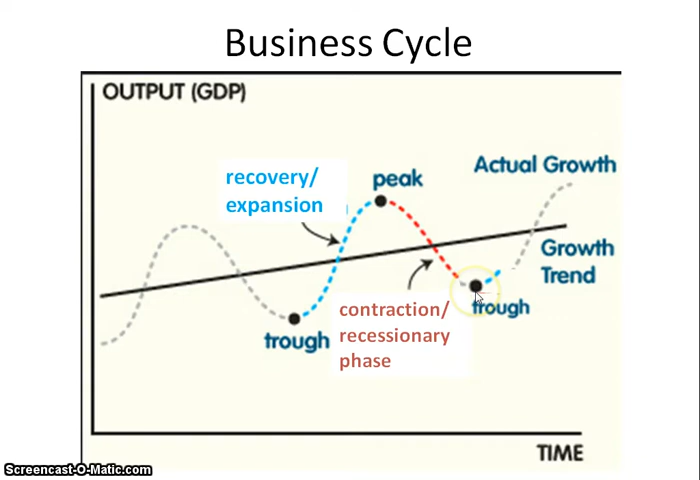 Business Cycle
OUTPUT (GDP)
Actual Growth
recovery/
expansion
peak
Growth
Trend
contraction/
recessionary
phase
trough
trough
TIME
Screencast-O-Matic.com